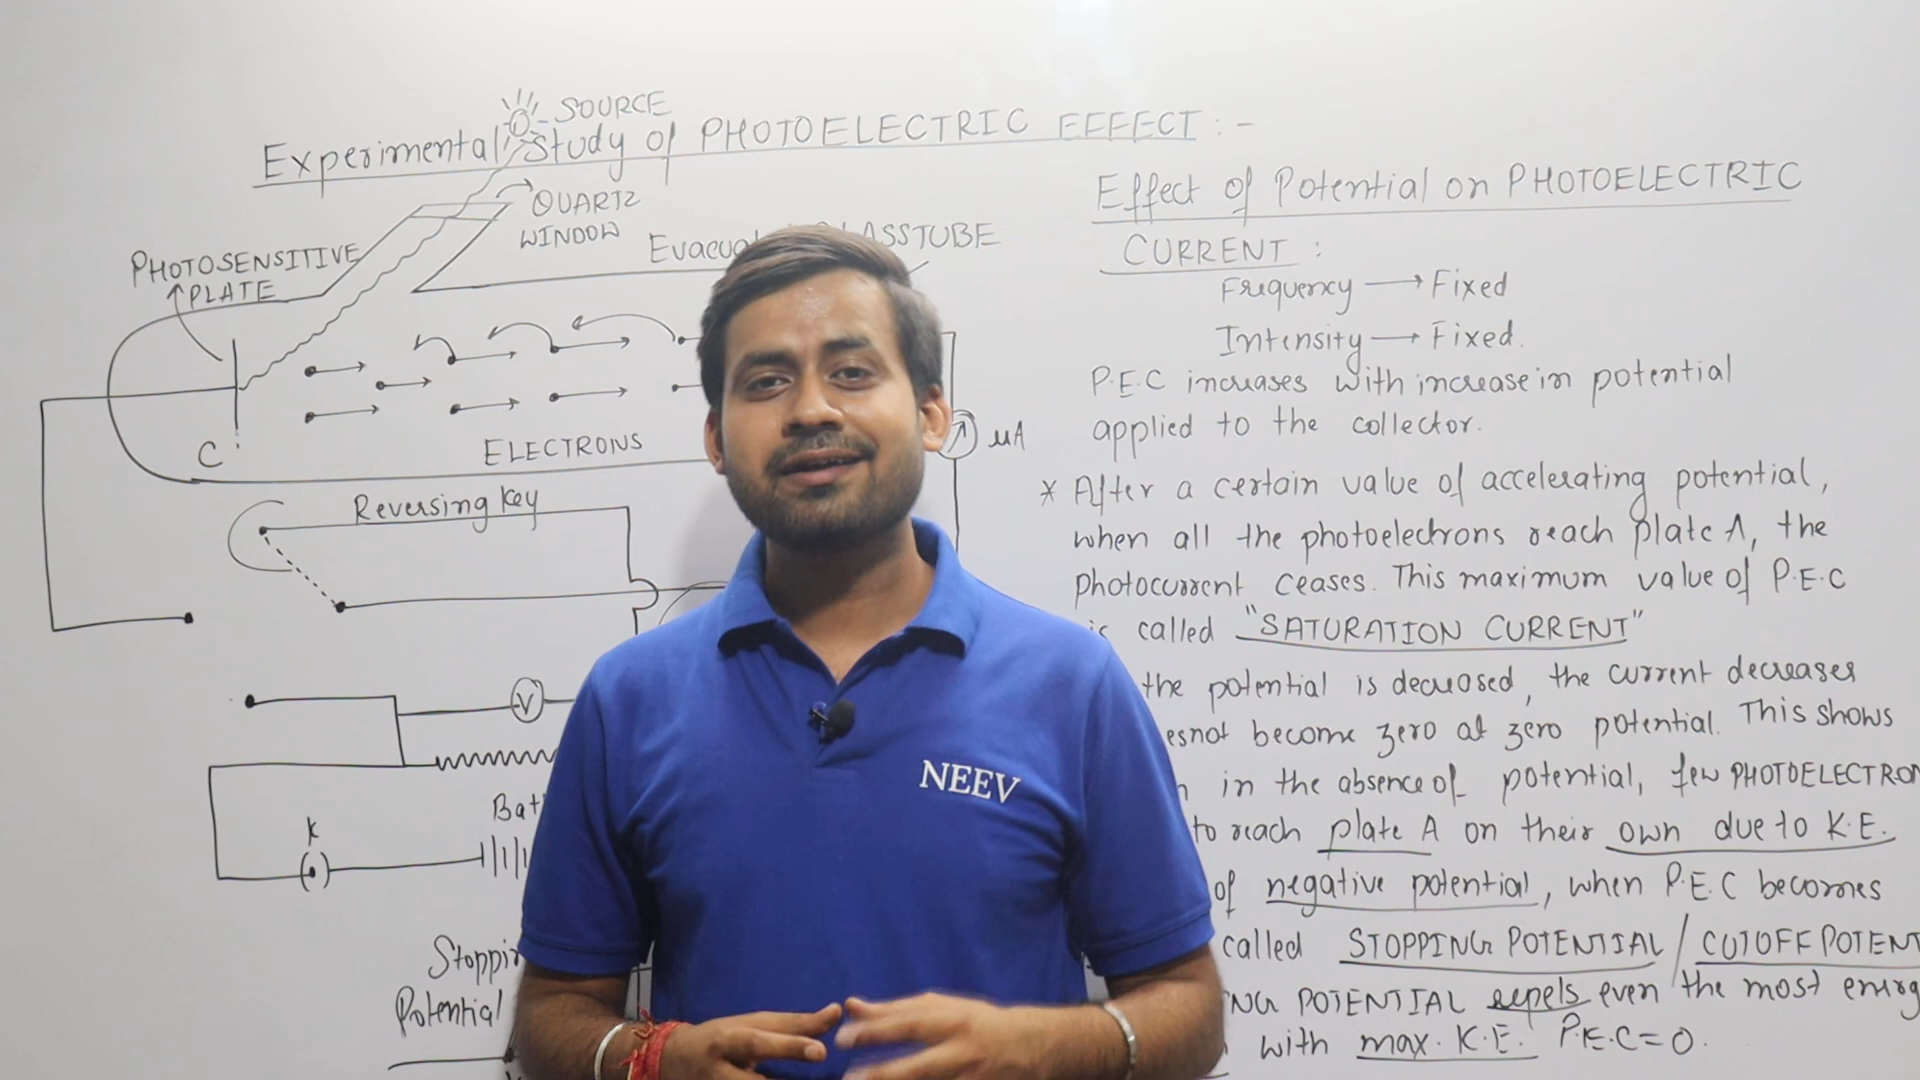 SOURCE
Experimental Study of PHOTOELECTRIC EFFECT :-
QUARTZ
WINDOW
PHOTOSENSITIVE
PLATE
TUBE
C
ELECTRONS
μA
Reversing key
V
K
Potential
NEEV
Effect of Potential on PHOTOELECTRIC
CURRENT :
Frequency → Fixed
Intensity → Fixed.
P.E.C increases with increase in potential
applied to the collector.
* After a certain value of accelerating potential,
when all the photoelectrons reach plate A, the
photocurrent ceases. This maximum value of P.E.C
called "SATURATION CURRENT"
the potential is decreased, the current decreases
not become zero at zero potential. This shows
in the absence of potential, few PHOTOELECTRON
to reach plate A on their own due to K.E.
of negative potential, when P.E.C becomes
called STOPPING POTENTIAL / CUTOFF POTENT
POTENTIAL repels even the most energ
with max. K.E. P.E.C = 0.